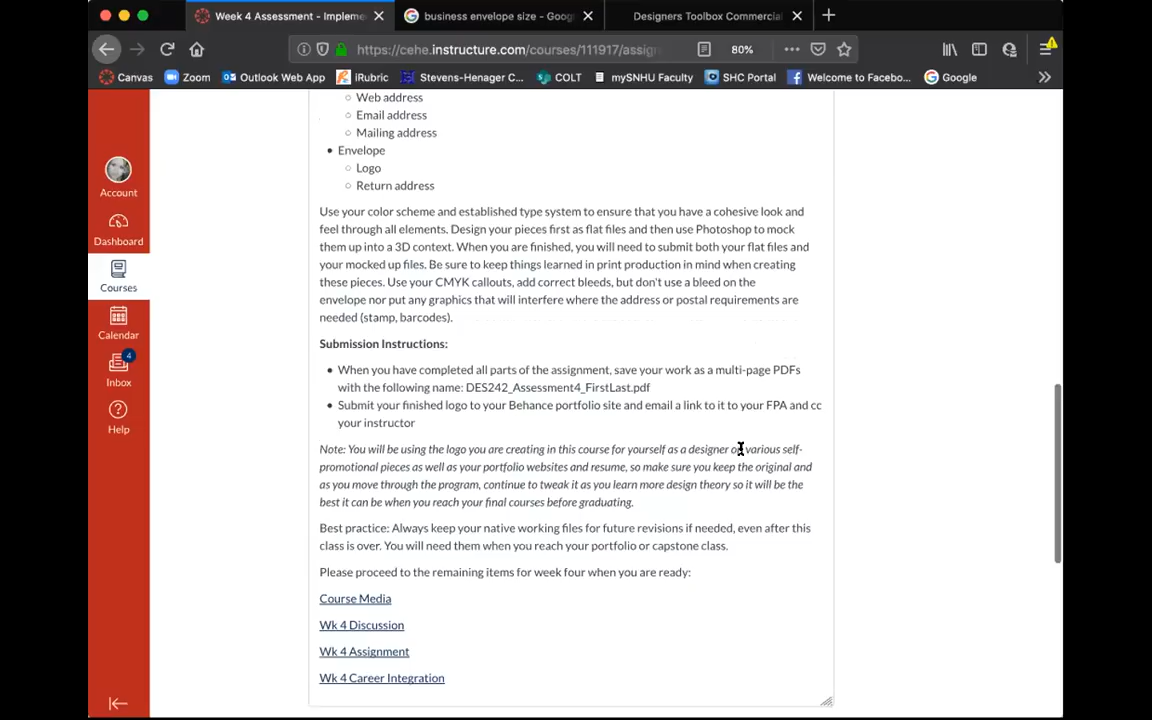 Week 4 Assessment - Impleme
business envelope size - Goog
Designers Toolbox Commercial
https://cehe.instructure.com/courses/111917/assign
80%
Canvas
Zoom
Outlook Web App
iRubric
Stevens-Henager C...
COLT
mySNHU Faculty
SHC Portal
Welcome to Facebo...
Google
Account
Dashboard
Courses
Calendar
4
Inbox
Help
Web address
Email address
Mailing address
Envelope
Logo
Return address
Use your color scheme and established type system to ensure that you have a cohesive look and
feel through all elements. Design your pieces first as flat files and then use Photoshop to mock
them up into a 3D context. When you are finished, you will need to submit both your flat files and
your mocked up files. Be sure to keep things learned in print production in mind when creating
these pieces. Use your CMYK callouts, add correct bleeds, but don't use a bleed on the
envelope nor put any graphics that will interfere where the address or postal requirements are
needed (stamp, barcodes).
Submission Instructions:
When you have completed all parts of the assignment, save your work as a multi-page PDFs
with the following name: DES242_Assessment4_FirstLast.pdf
Submit your finished logo to your Behance portfolio site and email a link to it to your FPA and cc
your instructor
Note: You will be using the logo you are creating in this course for yourself as a designer on various self-
promotional pieces as well as your portfolio websites and resume, so make sure you keep the original and
as you move through the program, continue to tweak it as you learn more design theory so it will be the
best it can be when you reach your final courses before graduating.
Best practice: Always keep your native working files for future revisions if needed, even after this
class is over. You will need them when you reach your portfolio or capstone class.
Please proceed to the remaining items for week four when you are ready:
Course Media
Wk 4 Discussion
Wk 4 Assignment
Wk 4 Career Integration